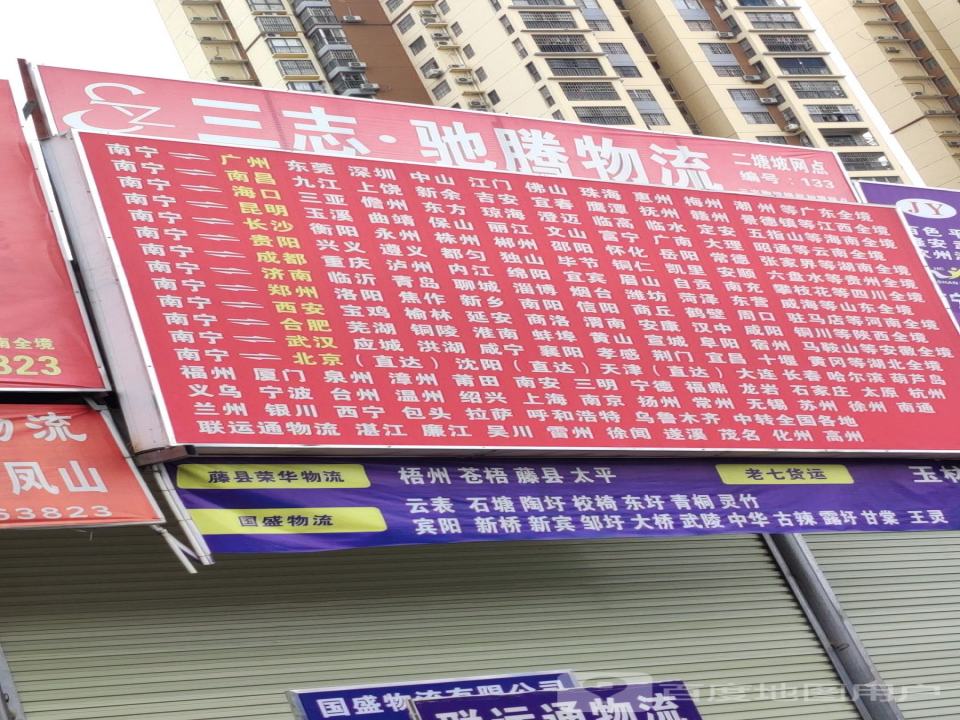 三志·驰腾物流
二塘坡网点
编号：133
南宁——广州 东莞 深圳 中山 江门 佛山 珠海 惠州 梅州 潮州等广东全境
南宁——南昌 九江 上饶 新余 吉安 宜春 鹰潭 抚州 赣州 景德镇等江西全境
南宁——海口 三亚 儋州 东方 琼海 澄迈 临高 临水 定安 五指山等海南全境
南宁——昆明 玉溪 曲靖 保山 丽江 文山 富宁 广南 大理 昭通等云南全境
南宁——长沙 衡阳 永州 株州 郴州 邵阳 怀化 岳阳 常德 张家界等湖南全境
南宁——贵阳 兴义 遵义 都匀 独山 毕节 铜仁 凯里 安顺 六盘水等贵州全境
南宁——成都 重庆 泸州 内江 绵阳 宜宾 眉山 自贡 南充 攀枝花等四川全境
南宁——济南 临沂 青岛 聊城 淄博 烟台 潍坊 菏泽 东营 威海等山东全境
南宁——郑州 洛阳 焦作 新乡 南阳 信阳 商丘 鹤壁 周口 驻马店等河南全境
南宁——西安 宝鸡 榆林 延安 商洛 渭南 安康 汉中 咸阳 铜川等陕西全境
南宁——合肥 芜湖 铜陵 淮南 蚌埠 黄山 宣城 阜阳 宿州 马鞍山等安徽全境
南宁——武汉 应城 洪湖 咸宁 襄阳 孝感 荆门 宜昌 十堰 黄冈等湖北全境
南宁——北京（直达）沈阳（直达）天津（直达）大连 长春 哈尔滨 葫芦岛
福州 厦门 泉州 漳州 莆田 南安 三明 宁德 福鼎 龙岩 石家庄 太原 杭州
义乌 宁波 台州 温州 绍兴 上海 南京 扬州 常州 无锡 苏州 徐州 南通
兰州 银川 西宁 包头 拉萨 呼和浩特 乌鲁木齐 中转全国各地
联运通物流 湛江 廉江 吴川 雷州 徐闻 遂溪 茂名 化州 高州
JY
百色 平
南全境
823
物流
凤山
63823
藤县荣华物流 梧州 苍梧 藤县 太平 老七货运 玉林
国盛物流
云表 石塘 陶圩 校椅 东圩 青桐 灵竹
宾阳 新桥 新宾 邹圩 大桥 武陵 中华 古辣 露圩 甘棠 王灵
国盛物流有限公司
联运通物流
百度地图用户